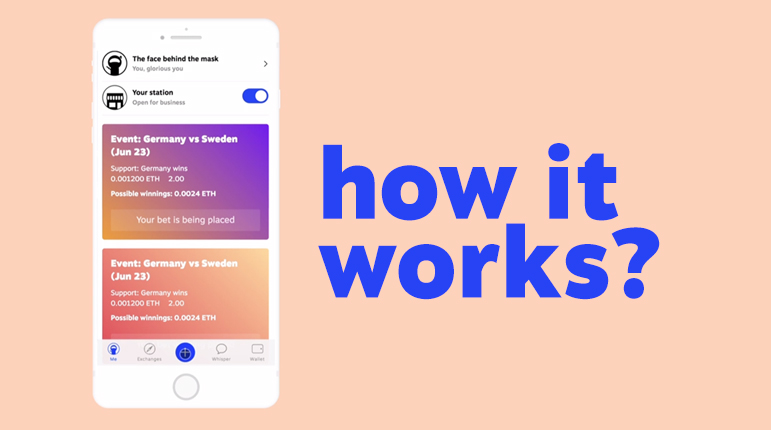 The face behind the mask
You, glorious you
Your station
Open for business
Event: Germany vs Sweden
(Jun 23)
Support: Germany wins
0.001200 ETH 2.00
Possible winnings: 0.0024 ETH
Your bet is being placed
Event: Germany vs Sweden
(Jun 23)
Support: Germany wins
0.001200 ETH 2.00
Possible winnings: 0.0024 ETH
Me Exchanges Whisper Wallet
how it
works?